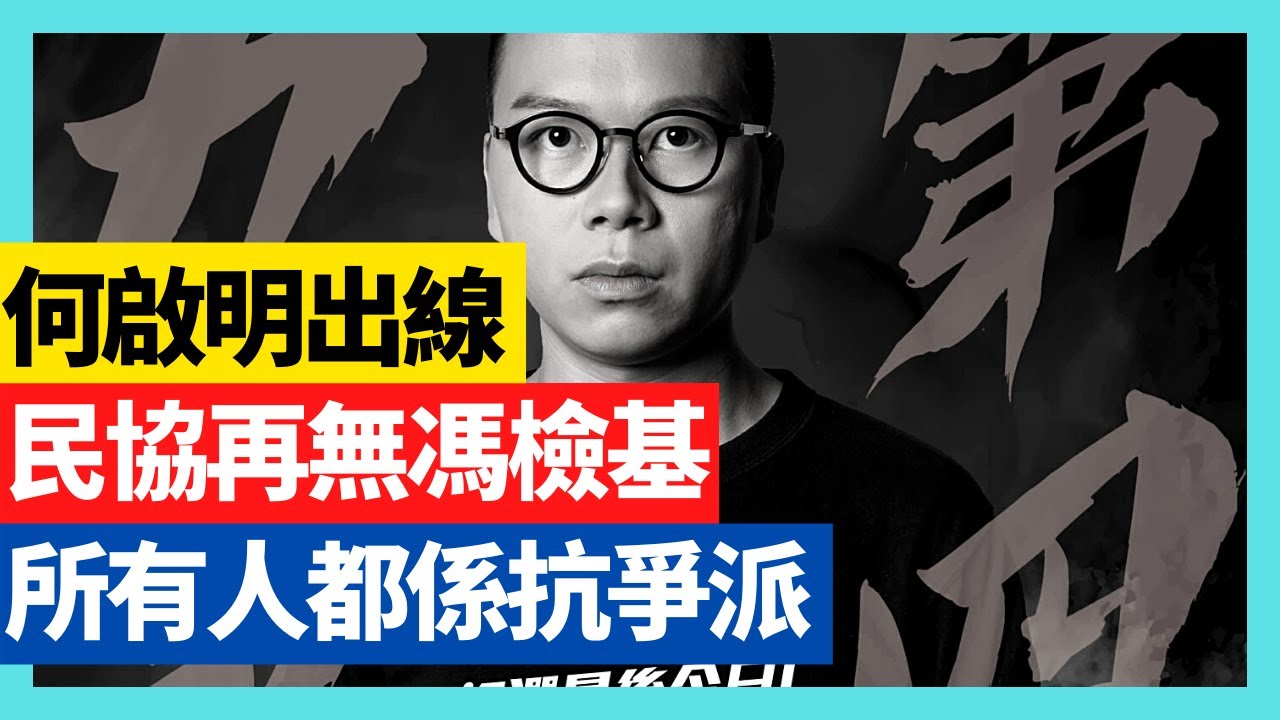 何啟明出線
民協再無馮檢基
所有人都係抗爭派